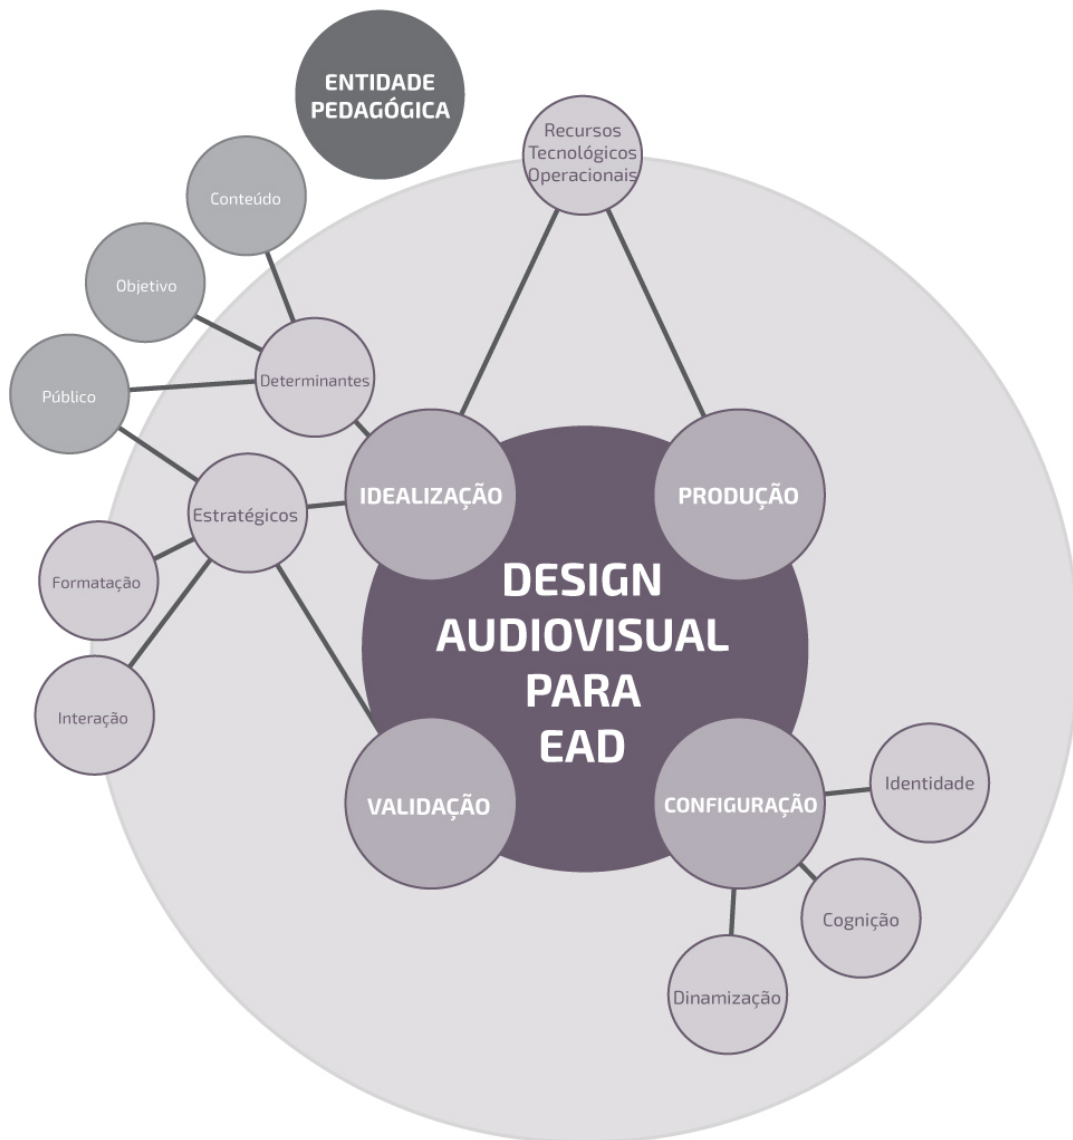 ENTIDADE
PEDAGÓGICA
Recursos
Tecnológicos
Operacionais
Conteúdo
Objetivo
Público
Determinantes
Estratégicos
Formatação
Interação
IDEALIZAÇÃO
PRODUÇÃO
DESIGN
AUDIOVISUAL
PARA
EAD
VALIDAÇÃO
CONFIGURAÇÃO
Identidade
Cognição
Dinamização